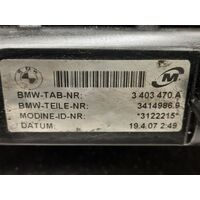 BMW
M
BMW-TAB-NR: 3 403 470.A
BMW-TEILE-NR: 3414986.9
MODINE-ID-NR: *3122215*
DATUM: 19.4.07 2:49